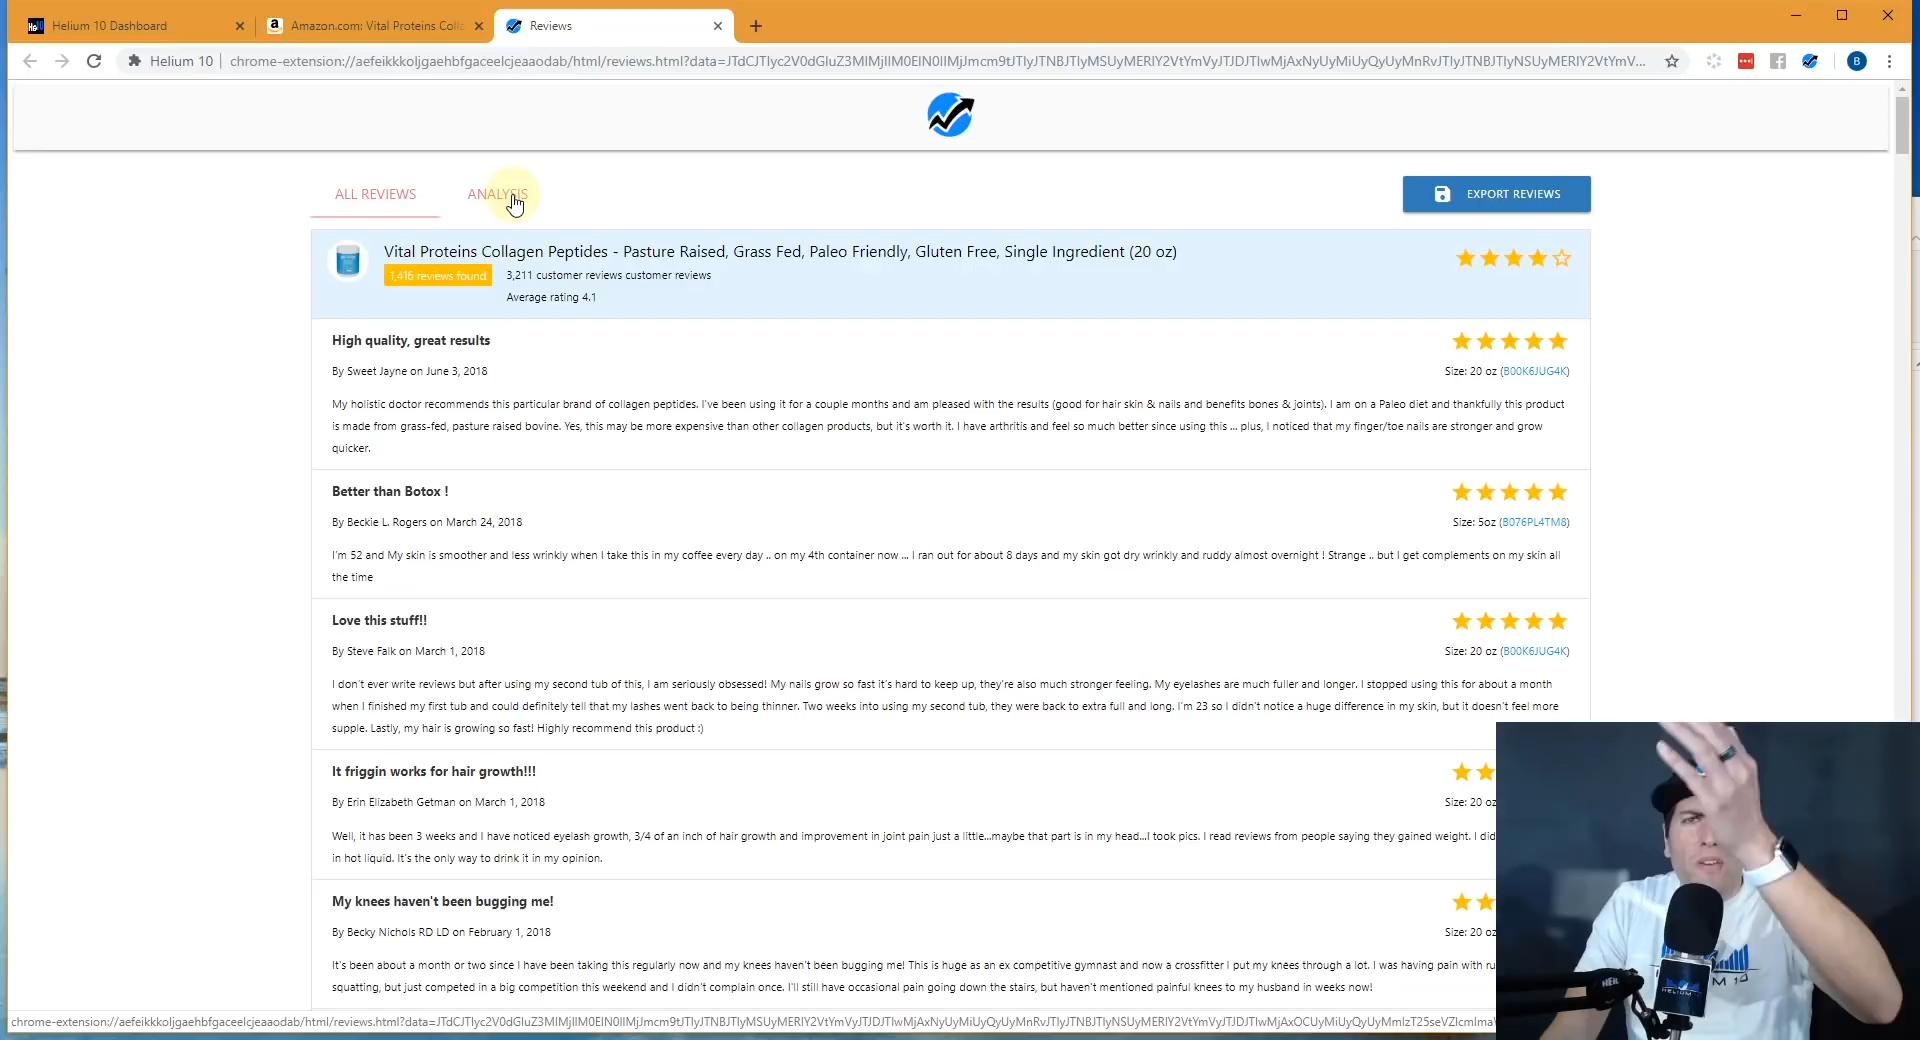 Helium 10 Dashboard
Amazon.com: Vital Proteins Colla
Reviews
Helium 10
B
ALL REVIEWS
ANALYSIS
EXPORT REVIEWS
Vital Proteins Collagen Peptides - Pasture Raised, Grass Fed, Paleo Friendly, Gluten Free, Single Ingredient (20 oz)
1,416 reviews found
3,211 customer reviews customer reviews
Average rating 4.1
High quality, great results
By Sweet Jayne on June 3, 2018
Size: 20 oz (B00K6JUG4K)
My holistic doctor recommends this particular brand of collagen peptides. I've been using it for a couple months and am pleased with the results (good for hair skin & nails and benefits bones & joints). I am on a Paleo diet and thankfully this product
is made from grass-fed, pasture raised bovine. Yes, this may be more expensive than other collagen products, but it's worth it. I have arthritis and feel so much better since using this ... plus, I noticed that my finger/toe nails are stronger and grow
quicker.
Better than Botox !
By Beckie L. Rogers on March 24, 2018
Size: 5oz (B076PL4TM8)
I'm 52 and My skin is smoother and less wrinkly when I take this in my coffee every day .. on my 4th container now ... I ran out for about 8 days and my skin got dry wrinkly and ruddy almost overnight ! Strange .. but I get complements on my skin all
the time
Love this stuff!!
By Steve Falk on March 1, 2018
Size: 20 oz (B00K6JUG4K)
I don't ever write reviews but after using my second tub of this, I am seriously obsessed! My nails grow so fast it's hard to keep up, they're also much stronger feeling. My eyelashes are much fuller and longer. I stopped using this for about a month
when I finished my first tub and could definitely tell that my lashes went back to being thinner. Two weeks into using my second tub, they were back to extra full and long. I'm 23 so I didn't notice a huge difference in my skin, but it doesn't feel more
supple. Lastly, my hair is growing so fast! Highly recommend this product :)
It friggin works for hair growth!!!
By Erin Elizabeth Getman on March 1, 2018
Size: 20 oz
Well, it has been 3 weeks and I have noticed eyelash growth, 3/4 of an inch of hair growth and improvement in joint pain just a little...maybe that part is in my head...I took pics. I read reviews from people saying they gained weight. I did
in hot liquid. It's the only way to drink it in my opinion.
My knees haven't been bugging me!
By Becky Nichols RD LD on February 1, 2018
Size: 20 oz
It's been about a month or two since I have been taking this regularly now and my knees haven't been bugging me! This is huge as an ex competitive gymnast and now a crossfitter I put my knees through a lot. I was having pain with ru
squatting, but just competed in a big competition this weekend and I didn't complain once. I'll still have occasional pain going down the stairs, but haven't mentioned painful knees to my husband in weeks now!
HELIUM 10